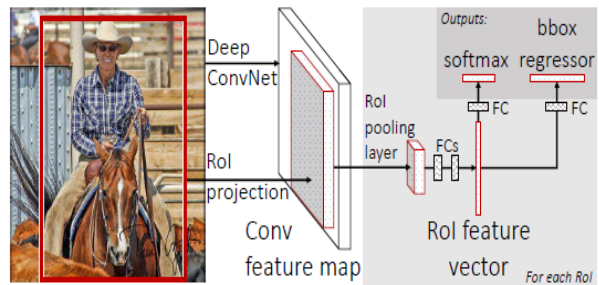 Deep
ConvNet
RoI
projection
Conv
feature map
RoI
pooling
layer
FCs
RoI feature
vector
Outputs:
softmax
bbox
regressor
FC
FC
For each RoI